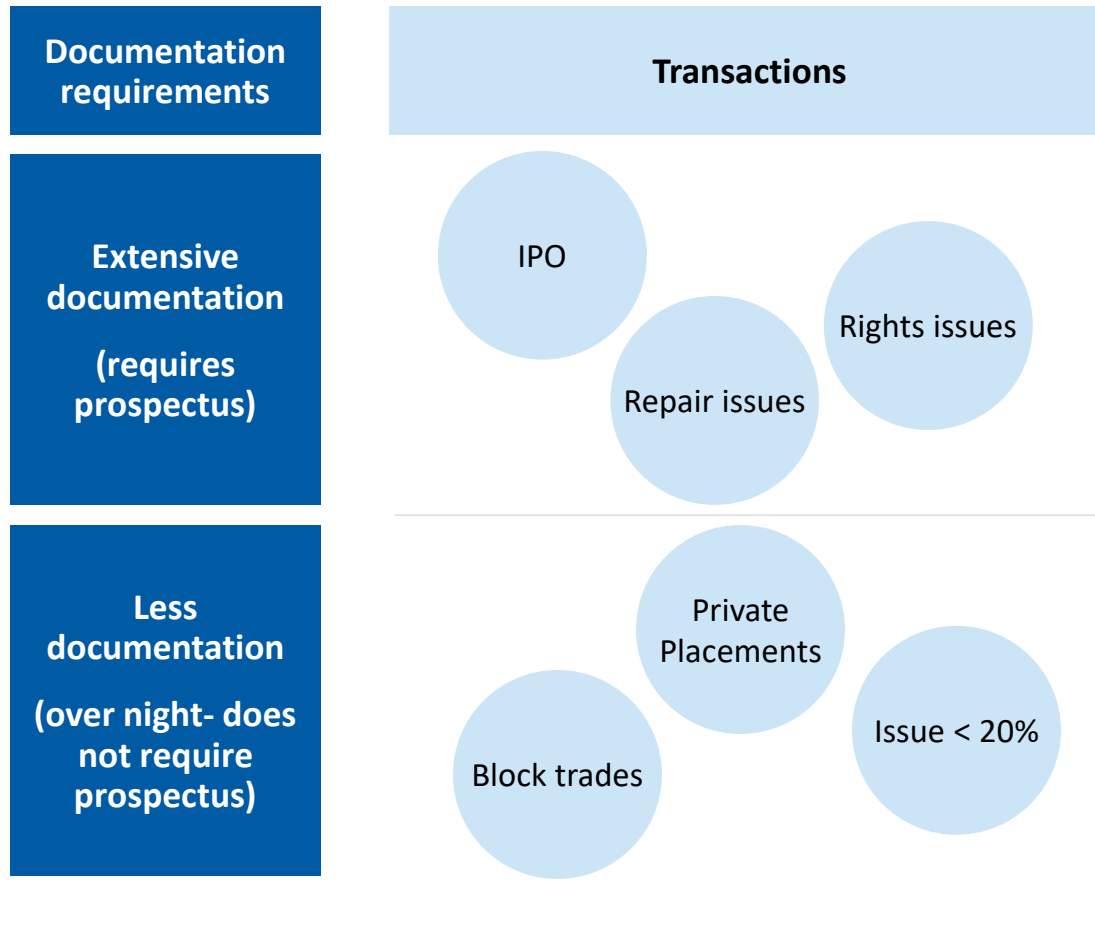 Documentation
requirements
Transactions
Extensive
documentation
(requires
prospectus)
IPO
Repair issues
Rights issues
Less
documentation
(over night- does
not require
prospectus)
Private
Placements
Block trades
Issue < 20%